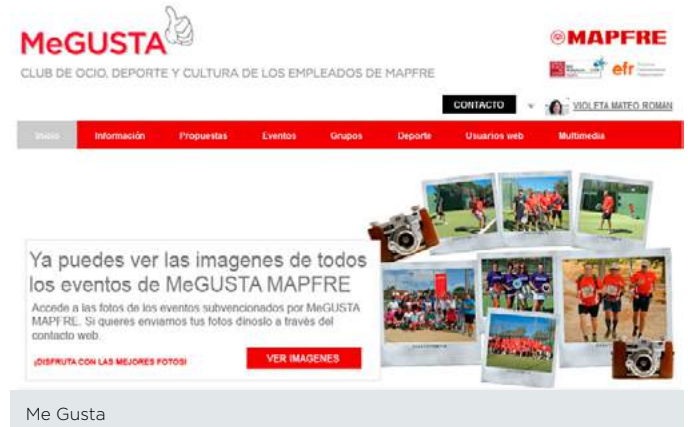 MeGUSTA
MAPFRE
CLUB DE OCIO, DEPORTE Y CULTURA DE LOS EMPLEADOS DE MAPFRE
efr
CONTACTO
VIOLETA MATEO ROMAN
Inicio Información Propuestas Eventos Grupos Deporte Usuarios web Multimedia
Ya puedes ver las imagenes de todos
los eventos de MeGUSTA MAPFRE
Accede a las fotos de los eventos subvencionados por MeGUSTA
MAPFRE. Si quieres enviarnos tus fotos dinoslo a través del
contacto web.
¡DISFRUTA CON LAS MEJORES FOTOS!
VER IMAGENES
Me Gusta